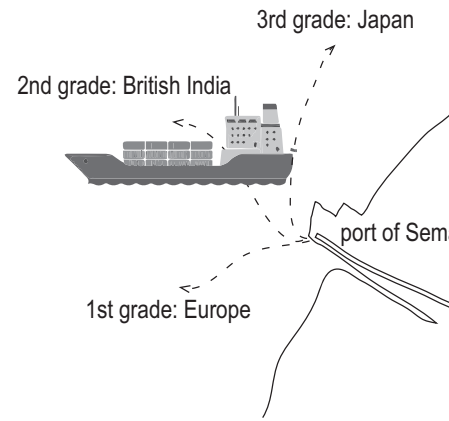 3rd grade: Japan
2nd grade: British India
port of Sema
1st grade: Europe